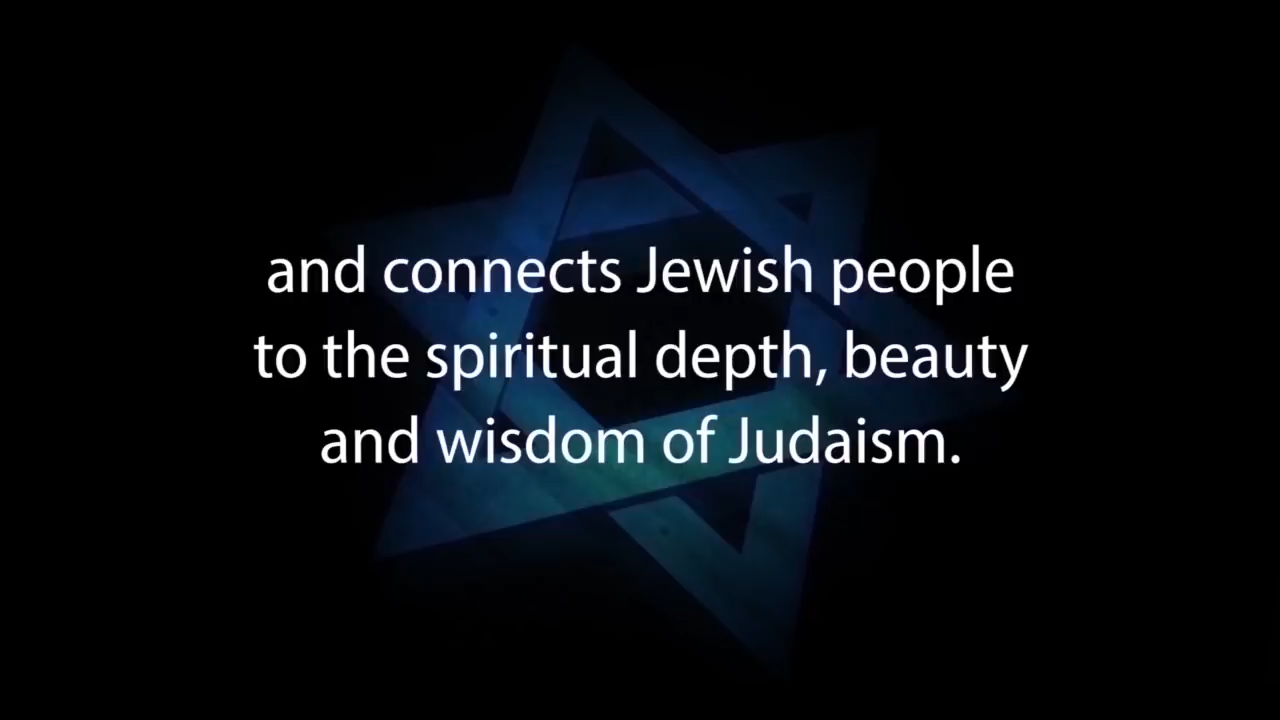 and connects Jewish people
to the spiritual depth, beauty
and wisdom of Judaism.